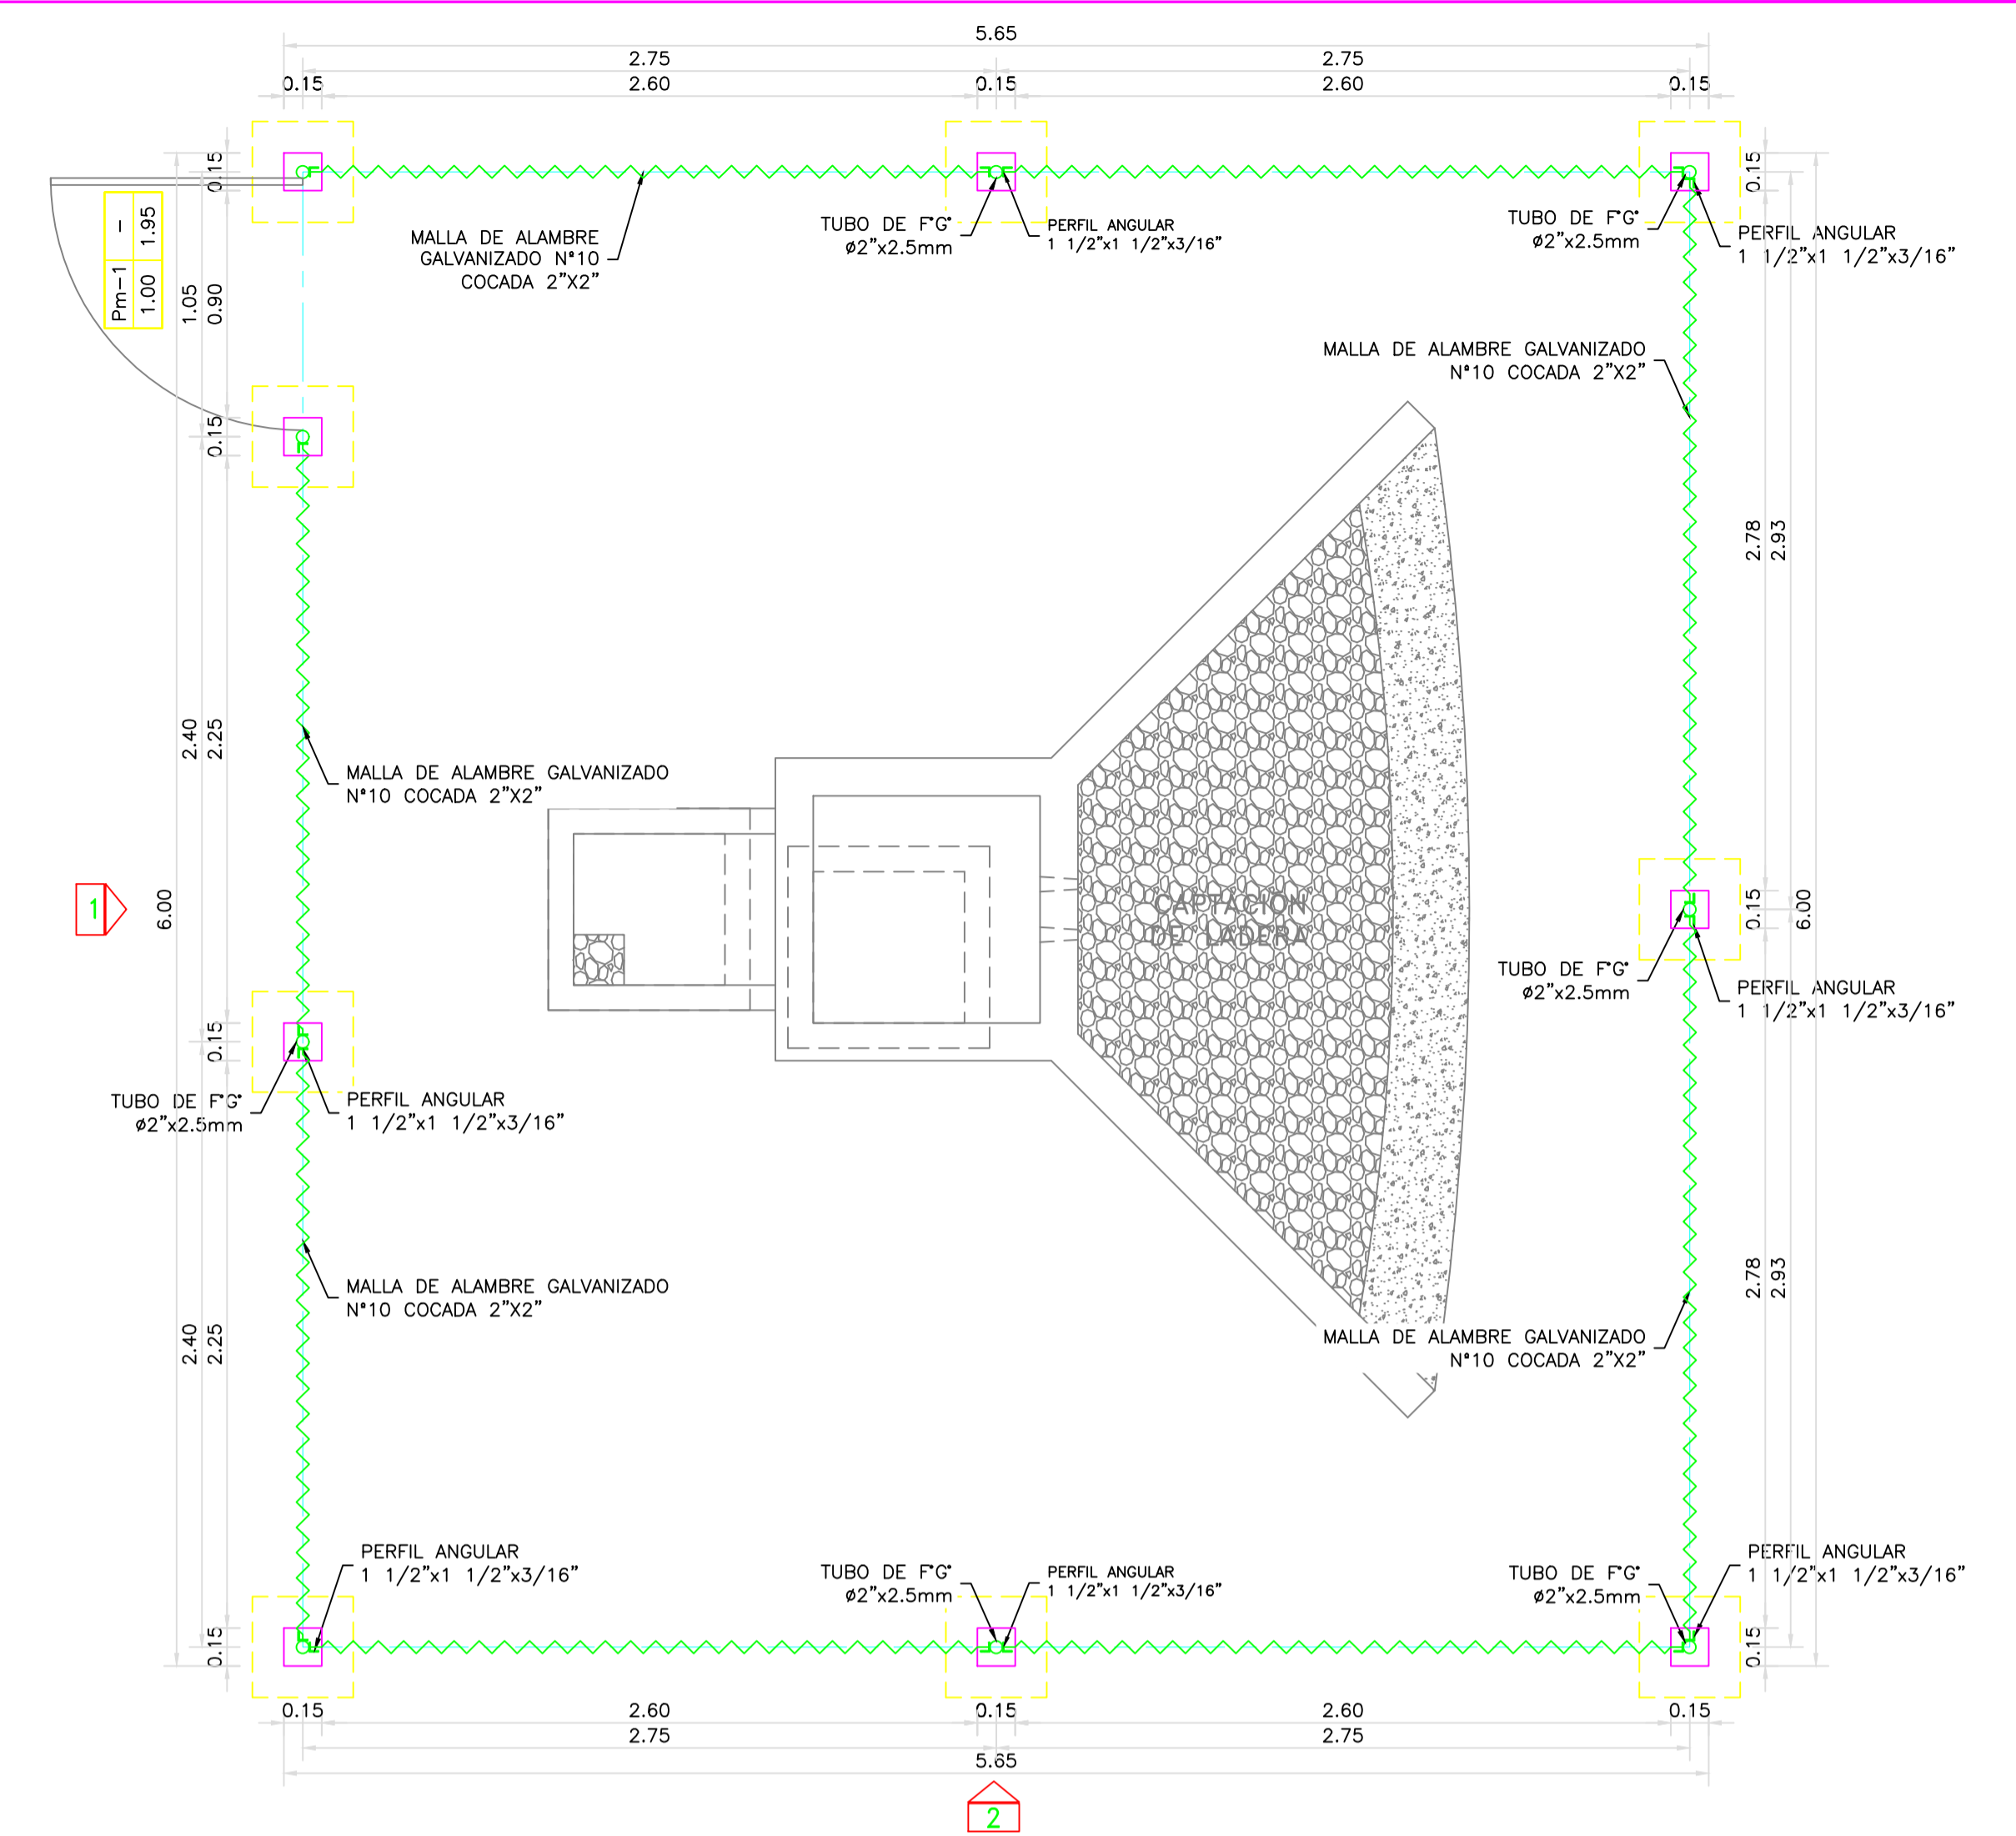 5.65
2.75
2.75
0.15
2.60
0.15
2.60
0.15
0.15
0.15
Pm-1
-
1.00
1.95
1.05
0.90
MALLA DE ALAMBRE
GALVANIZADO Nº10
COCADA 2"X2"
TUBO DE F°G°
ø2"x2.5mm
PERFIL ANGULAR
1 1/2"x1 1/2"x3/16"
TUBO DE F°G°
ø2"x2.5mm
PERFIL ANGULAR
1 1/2"x1 1/2"x3/16"
MALLA DE ALAMBRE GALVANIZADO
Nº10 COCADA 2"X2"
0.15
2.78
2.93
2.40
2.25
MALLA DE ALAMBRE GALVANIZADO
Nº10 COCADA 2"X2"
1
6.00
CAPTACION
DE LADERA
0.15
6.00
TUBO DE F°G°
ø2"x2.5mm
PERFIL ANGULAR
1 1/2"x1 1/2"x3/16"
0.15
TUBO DE F°G°
ø2"x2.5mm
PERFIL ANGULAR
1 1/2"x1 1/2"x3/16"
MALLA DE ALAMBRE GALVANIZADO
Nº10 COCADA 2"X2"
2.40
2.25
MALLA DE ALAMBRE GALVANIZADO
Nº10 COCADA 2"X2"
2.78
2.93
PERFIL ANGULAR
1 1/2"x1 1/2"x3/16"
TUBO DE F°G°
ø2"x2.5mm
PERFIL ANGULAR
1 1/2"x1 1/2"x3/16"
TUBO DE F°G°
ø2"x2.5mm
PERFIL ANGULAR
1 1/2"x1 1/2"x3/16"
0.15
0.15
0.15
2.60
0.15
2.60
0.15
2.75
2.75
5.65
2